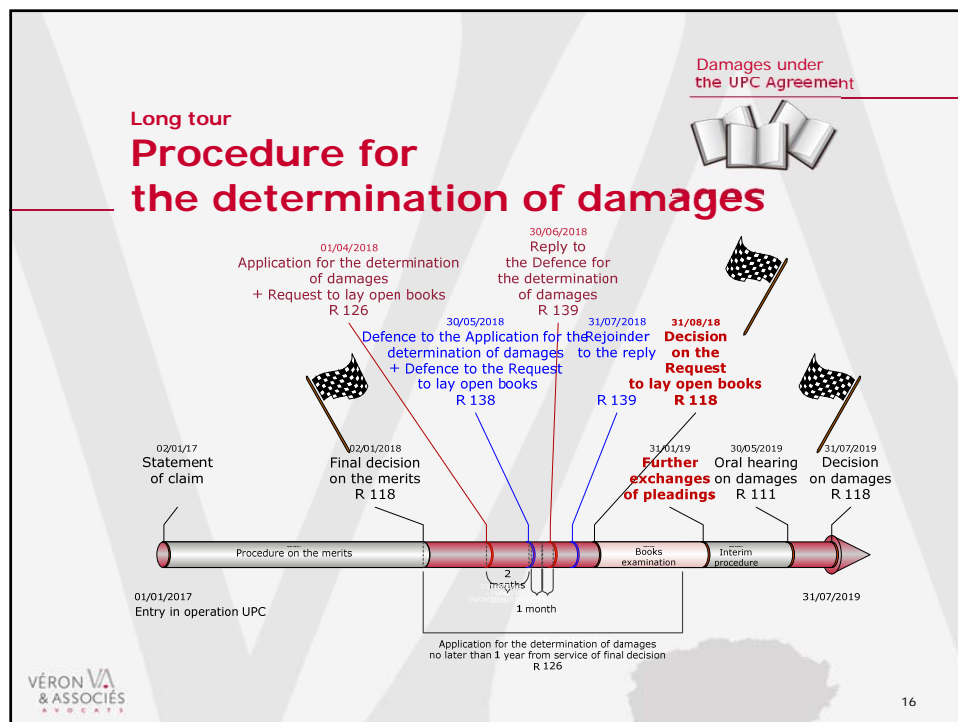 Damages under
the UPC Agreement
Long tour
Procedure for
the determination of damages
01/04/2018
Application for the determination
of damages
+ Request to lay open books
R 126
30/06/2018
Reply to
the Defence for
the determination
of damages
R 139
30/05/2018
Defence to the Application for the
determination of damages
+ Defence to the Request
to lay open books
R 138
31/07/2018
Rejoinder
to the reply
R 139
31/08/18
Decision
on the
Request
to lay open books
R 118
02/01/17
Statement
of claim
02/01/2018
Final decision
on the merits
R 118
31/01/19
Further
exchanges
of pleadings
30/05/2019
Oral hearing
on damages
R 111
31/07/2019
Decision
on damages
R 118
Procedure on the merits
Books
examination
Interim
procedure
2
months
1 month
01/01/2017
Entry in operation UPC
31/07/2019
Application for the determination of damages
no later than 1 year from service of final decision
R 126
VÉRON VA
& ASSOCIÉS
AVOCATS
16